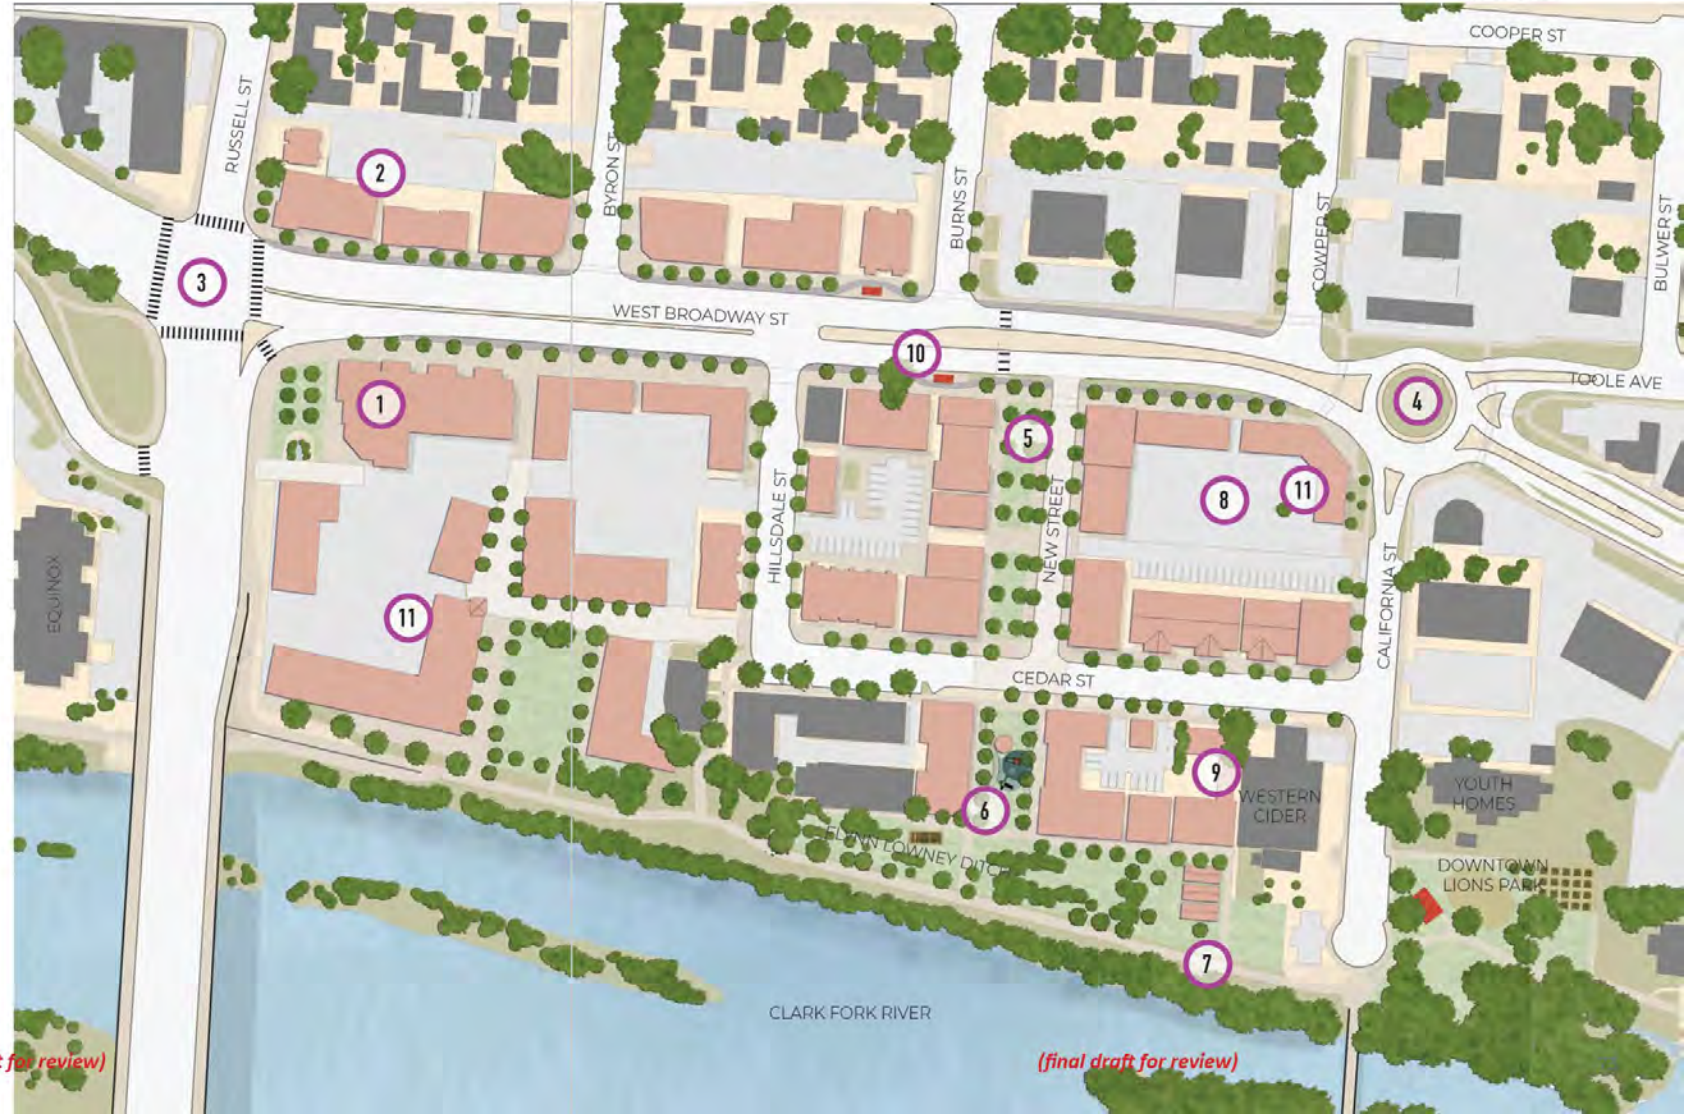 COOPER ST
RUSSELL ST
BYRON ST
BURNS ST
COWPER ST
BULWER ST
2
3
WEST BROADWAY ST
10
TOOLE AVE
4
1
5
8
11
HILLSDALE ST
NEW STREET
EQUINOX
11
CALIFORNIA ST
CEDAR ST
9
YOUTH
HOMES
WESTERN
CIDER
6
FLYNN LOWNEY DITCH
DOWNTOWN
LIONS PARK
7
CLARK FORK RIVER
for review)
(final draft for review)